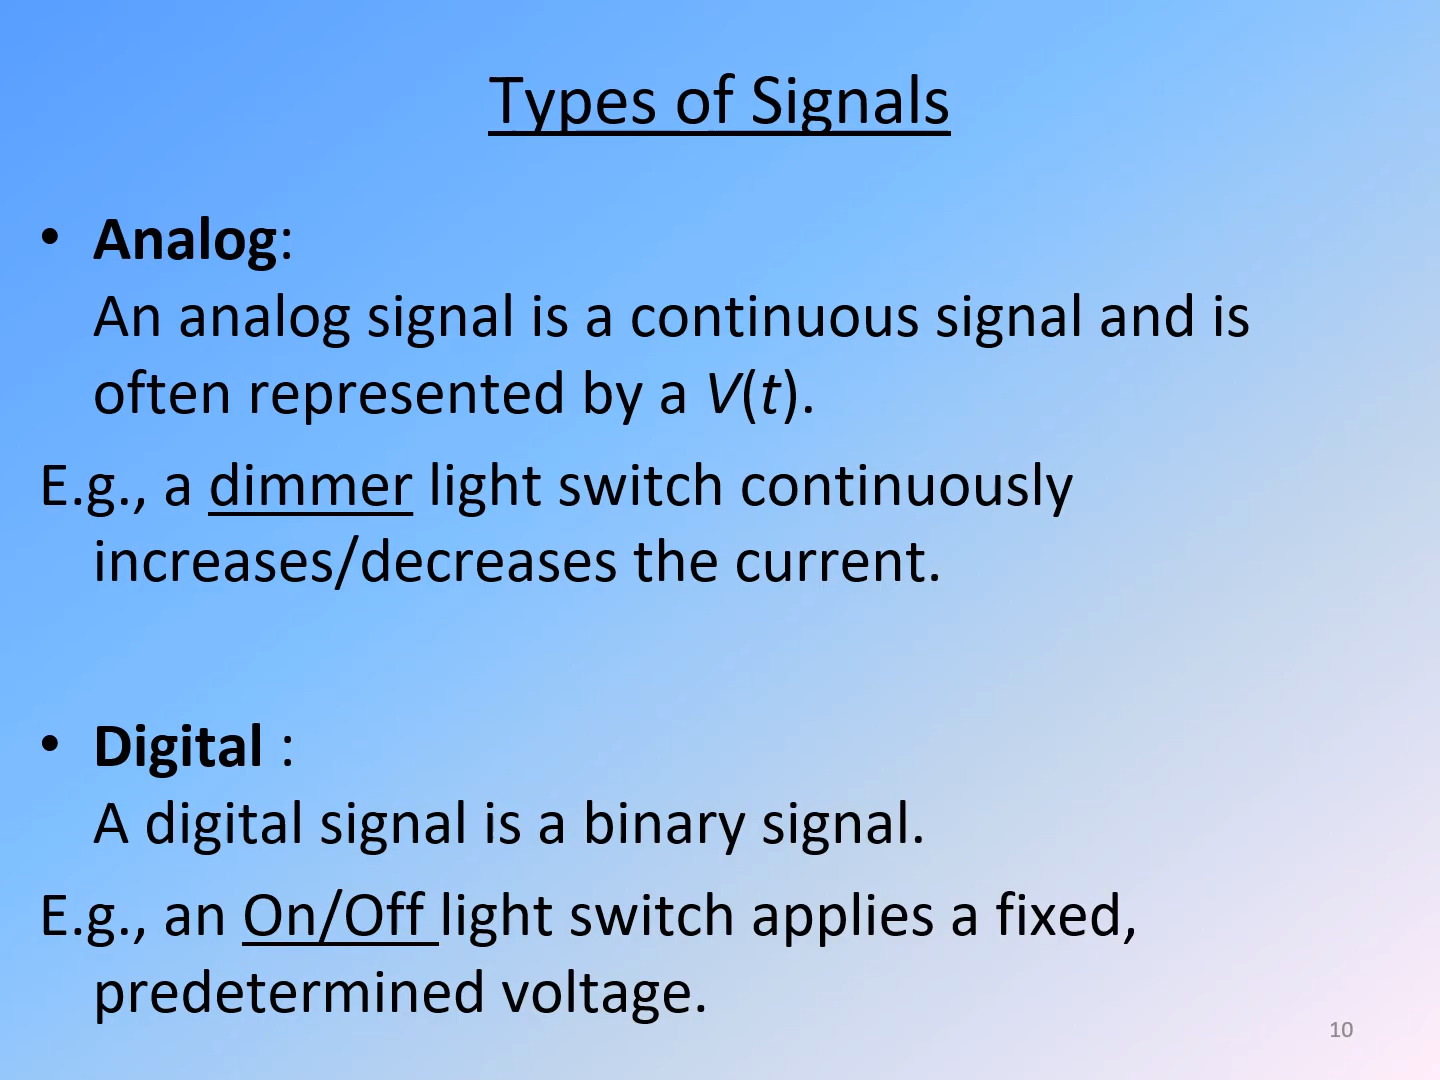 Types of Signals
• Analog:
An analog signal is a continuous signal and is
often represented by a V(t).
E.g., a dimmer light switch continuously
increases/decreases the current.
• Digital :
A digital signal is a binary signal.
E.g., an On/Off light switch applies a fixed,
predetermined voltage.
10